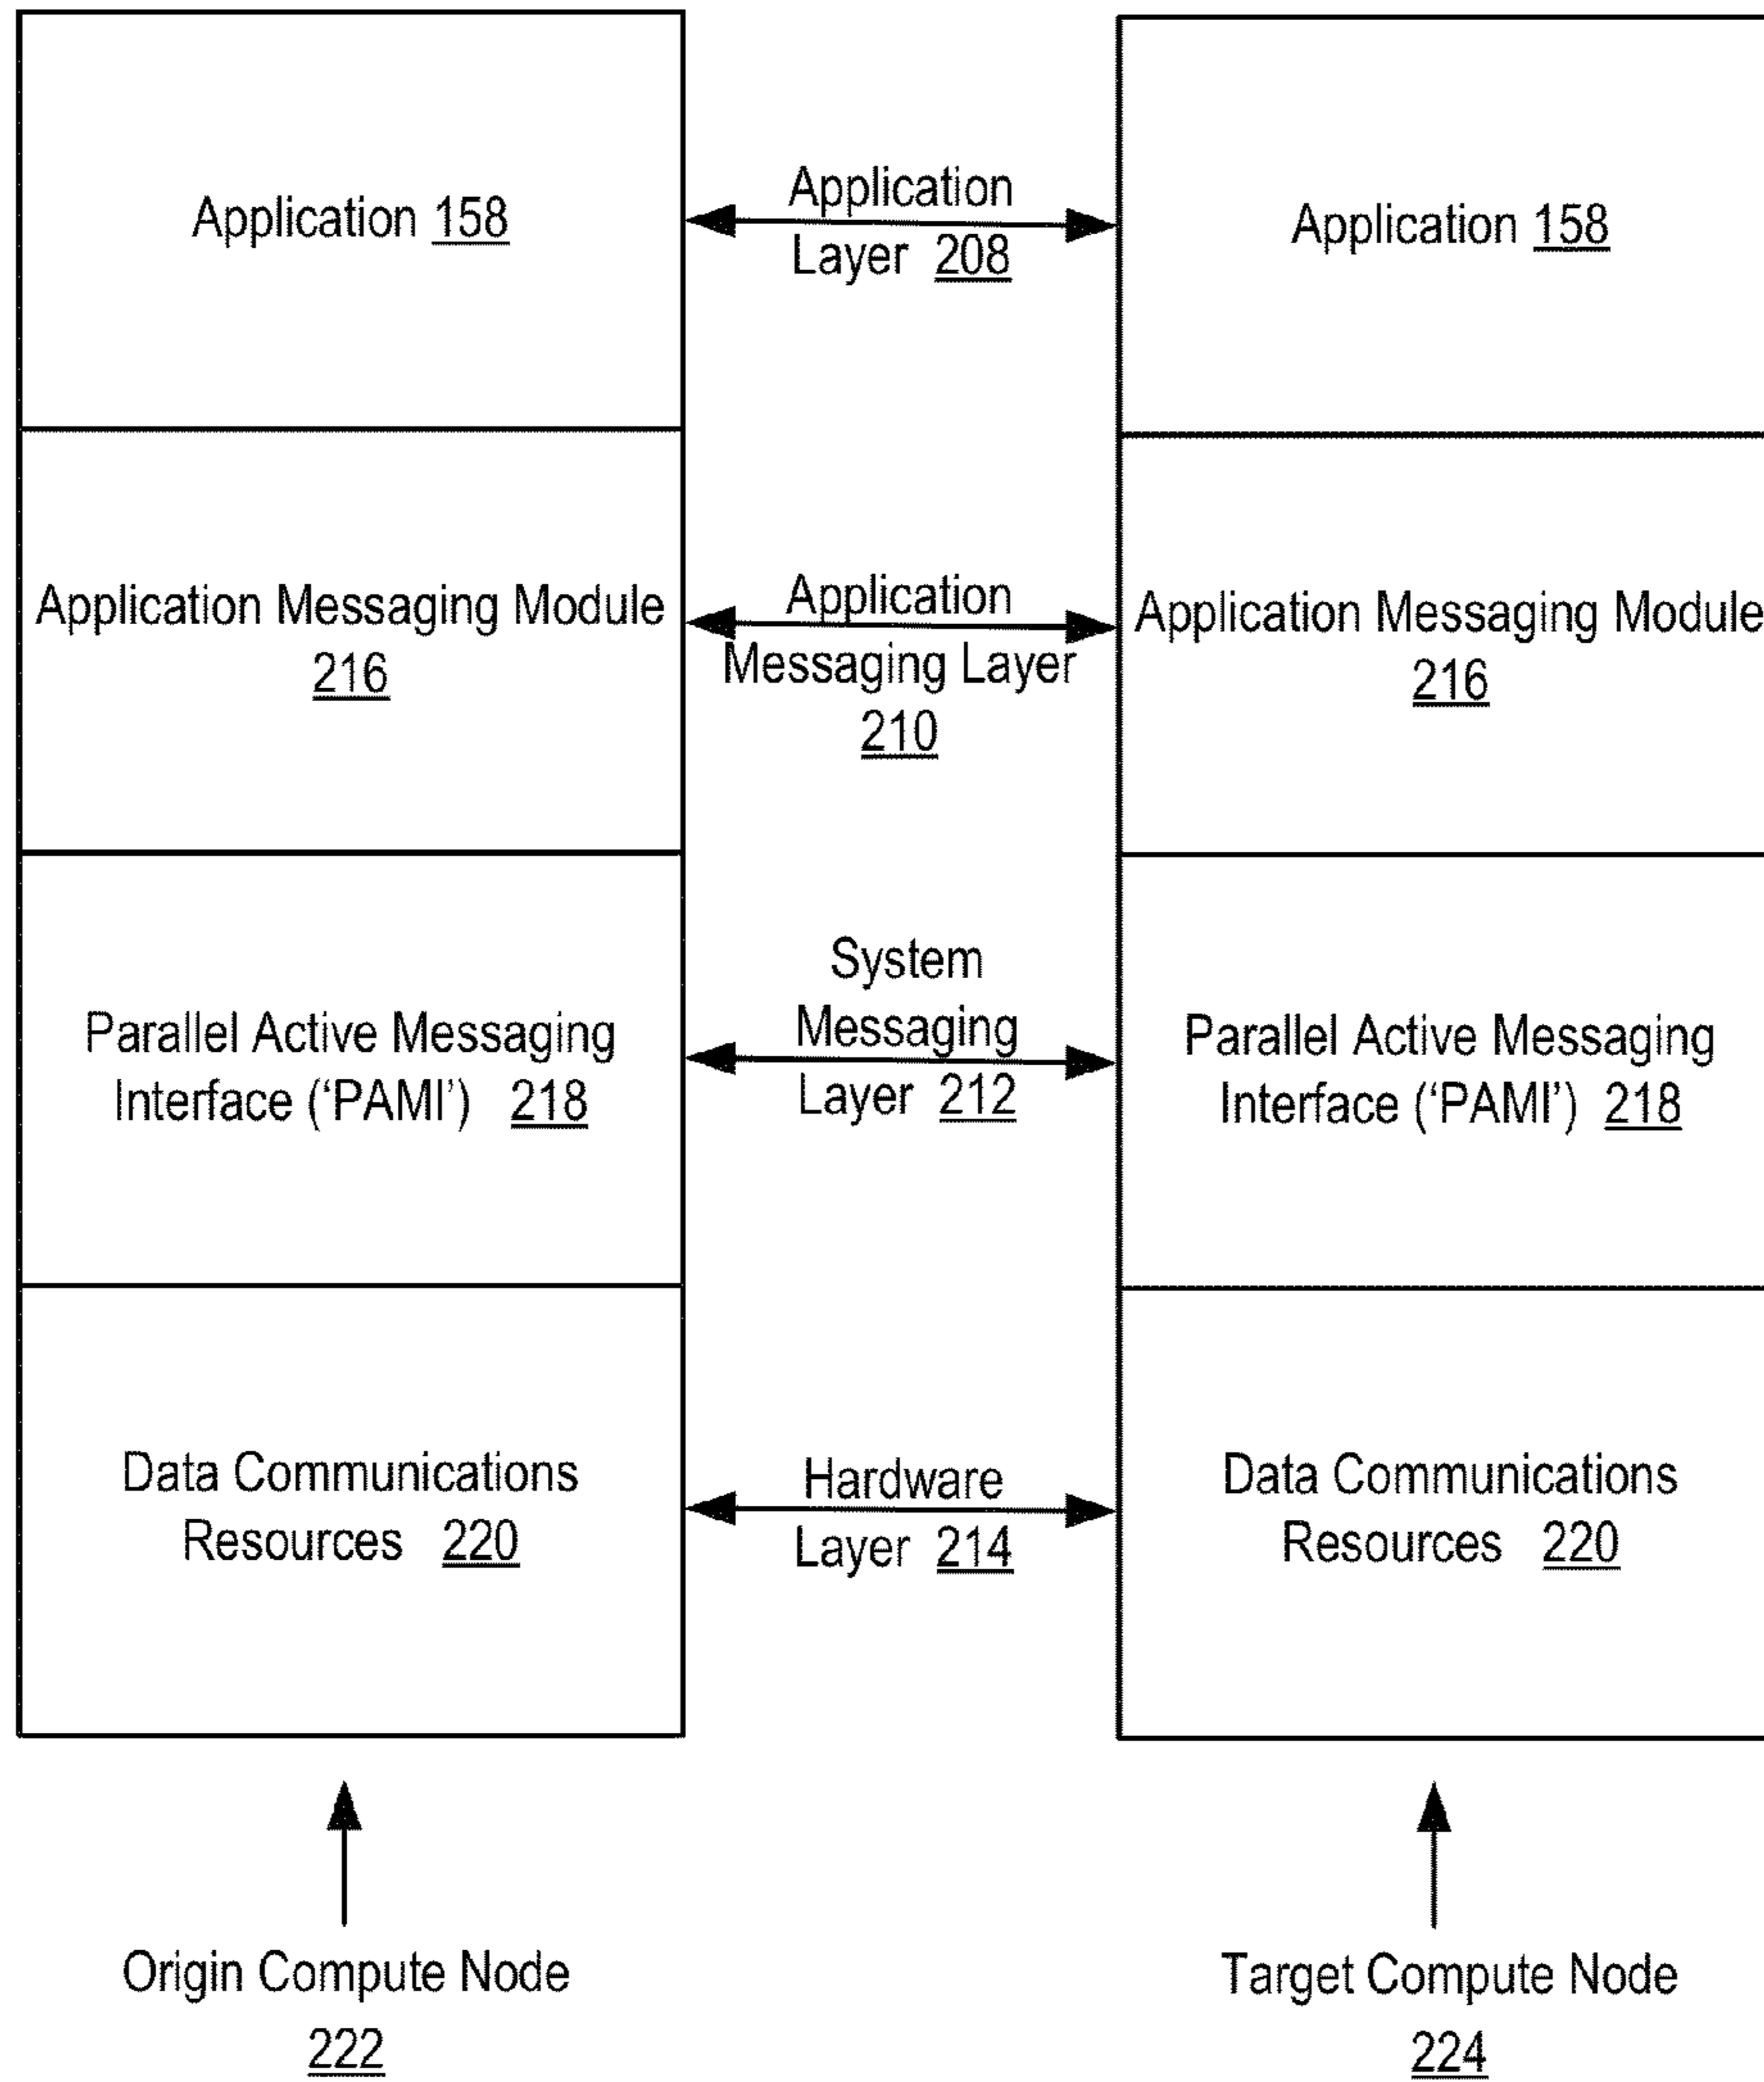 Application 158
Application
Layer 208
Application 158
Application Messaging Module
216
Application
Messaging Layer
210
Application Messaging Module
216
Parallel Active Messaging
Interface (‘PAMI’) 218
System
Messaging
Layer 212
Parallel Active Messaging
Interface (‘PAMI’) 218
Data Communications
Resources 220
Hardware
Layer 214
Data Communications
Resources 220
Origin Compute Node
222
Target Compute Node
224